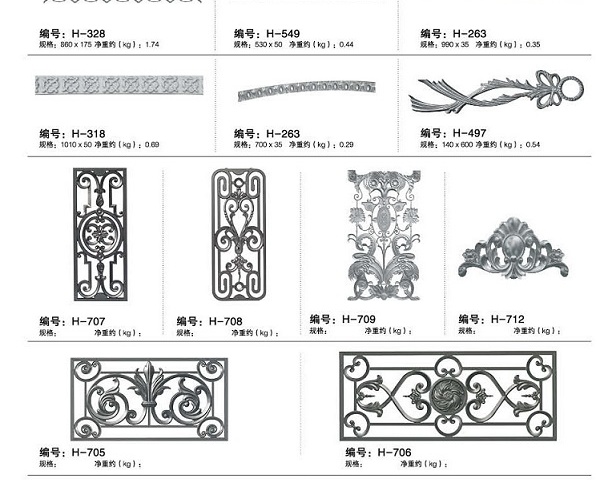 编号：H-328 编号：H-549 编号：H-263
规格：860 x 175 净重约（kg）：1.74 规格：530 x 50 净重约（kg）：0.44 规格：990 x 35 净重约（kg）：0.35
编号：H-318 编号：H-263 编号：H-497
规格：1010 x 50 净重约（kg）：0.69 规格：700 x 35 净重约（kg）：0.29 规格：140 x 600 净重约（kg）：0.54
编号：H-707 编号：H-708 编号：H-709 编号：H-712
规格： 净重约（kg）： 规格： 净重约（kg）： 规格： 净重约（kg）： 规格： 净重约（kg）：
编号：H-705 编号：H-706
规格： 净重约（kg）： 规格： 净重约（kg）：